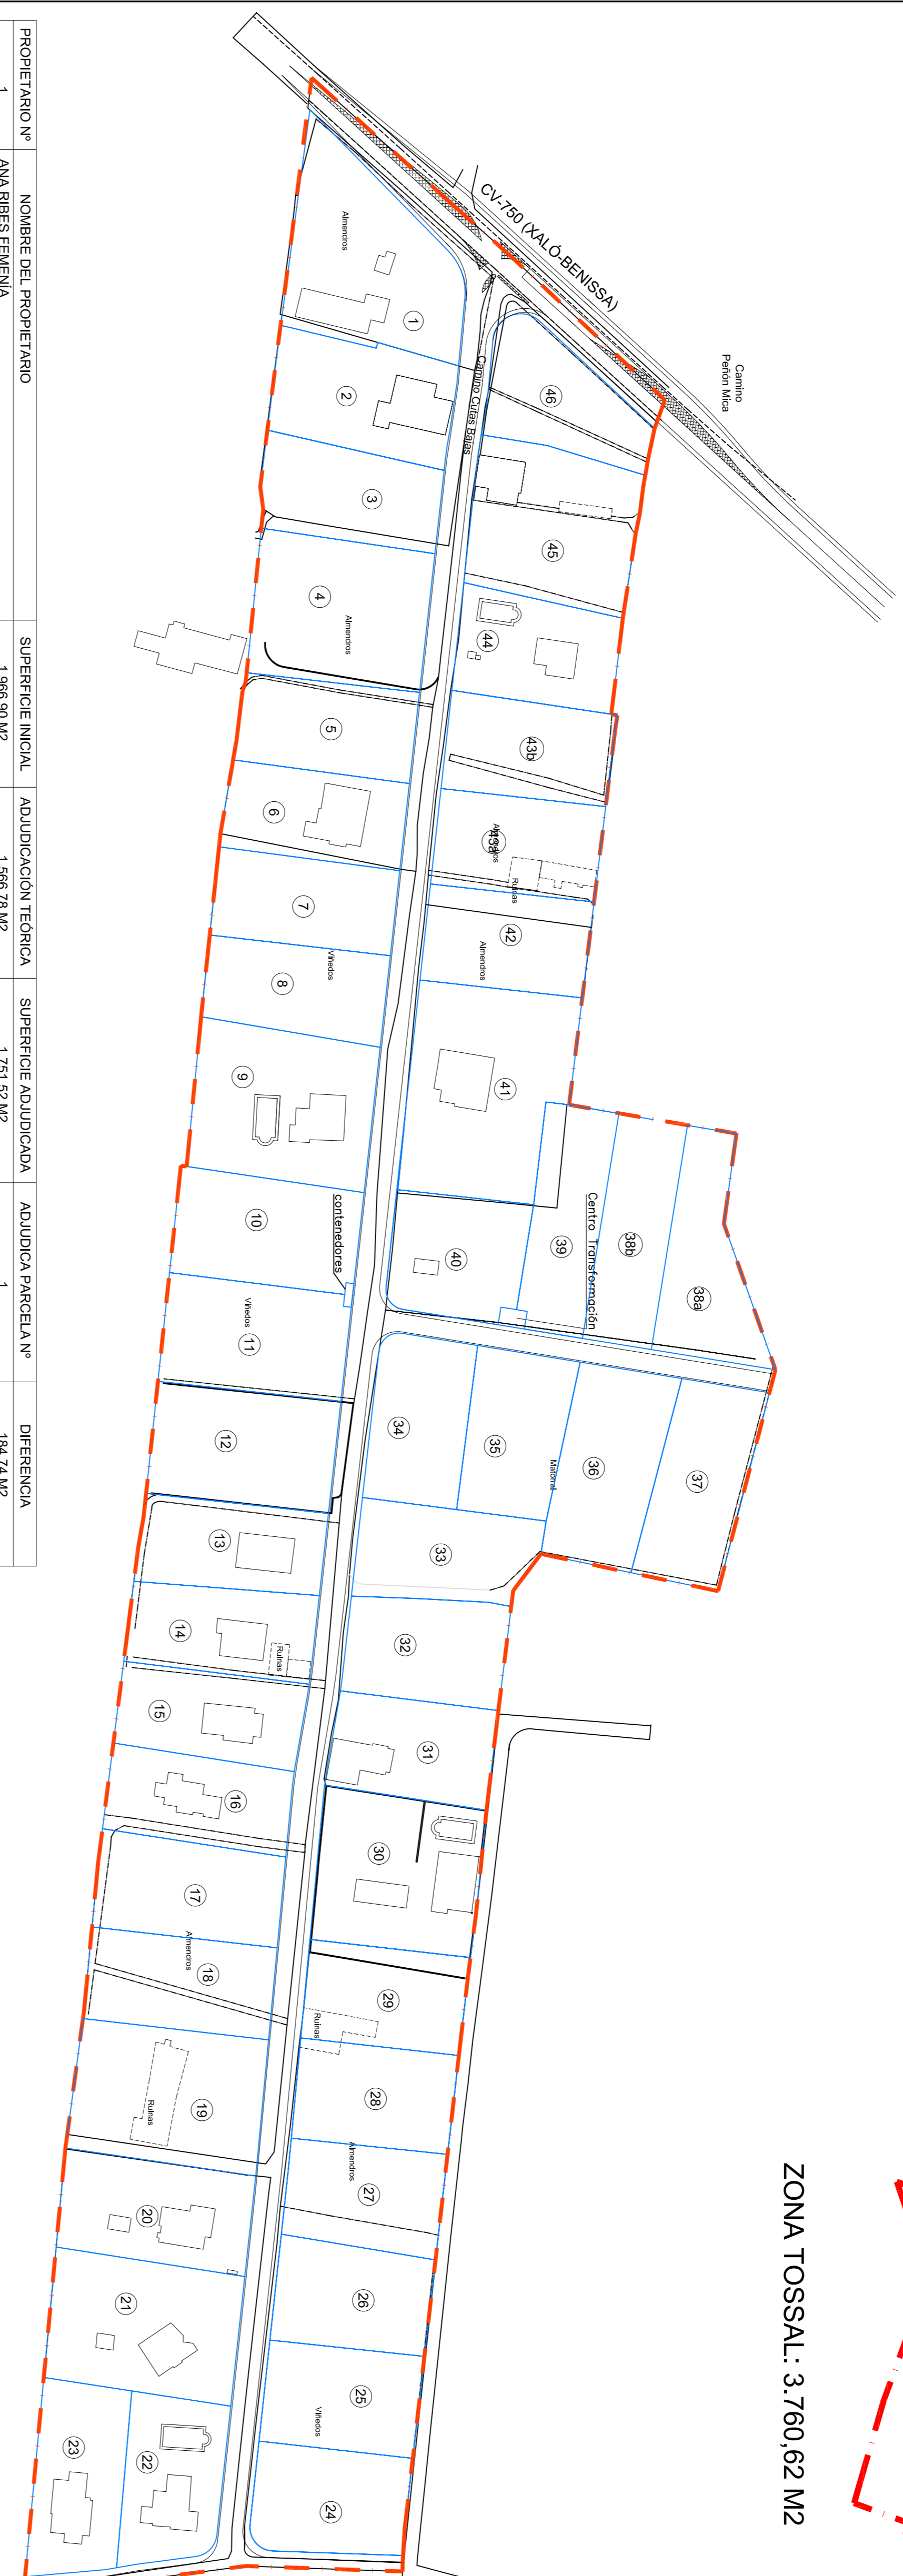 CV-750 (XALÓ-BENISSA)
Camino
Peñón Mica
Camino Cutas Bajas
Almendros
1
2
3
4
Almendros
5
6
7
Viñedos
8
9
10
contenedores
11
Viñedos
12
13
14
Ruinas
15
16
17
Almendros
18
19
Ruinas
20
21
22
23
24
25
Viñedos
26
27
Almendros
28
29
Ruinas
30
31
32
33
34
35
36
Matorral
37
38a
38b
39
Centro Transformación
40
41
42
Almendros
43a
Almendros
Ruinas
43b
44
45
46
ZONA TOSSAL: 3.760,62 M2
PROPIETARIO Nº NOMBRE DEL PROPIETARIO SUPERFICIE INICIAL ADJUDICACIÓN TEÓRICA SUPERFICIE ADJUDICADA ADJUDICA PARCELA Nº DIFERENCIA
1 ANA RIBES FEMENÍA 1.966,90 M2 1.566,78 M2 1.751,52 M2 1 184,74 M2